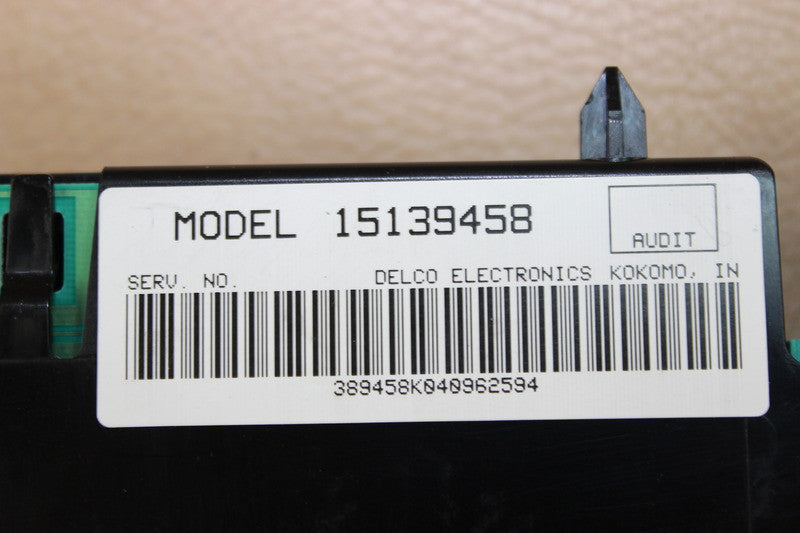 MODEL 15139458
AUDIT
SERV. NO. DELCO ELECTRONICS KOKOMO, IN
389458K040962594